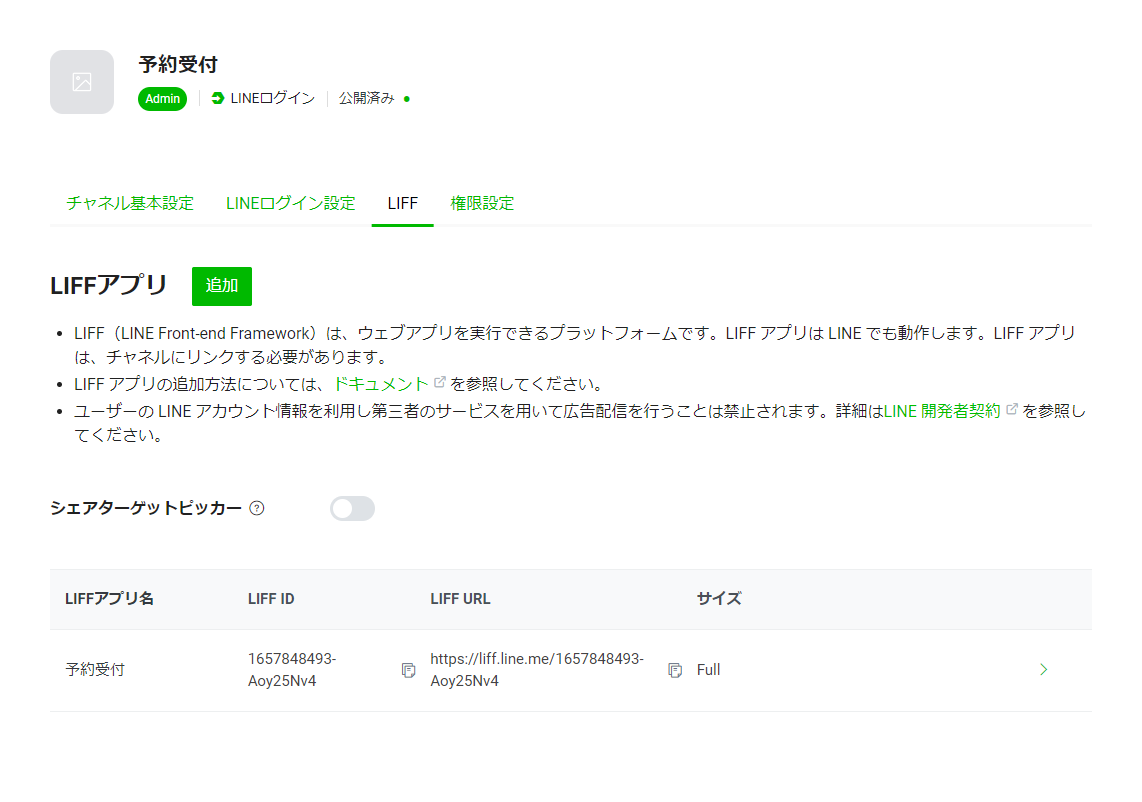 予約受付
Admin
LINEログイン
公開済み
チャネル基本設定 LINEログイン設定 LIFF 権限設定
LIFFアプリ 追加
• LIFF（LINE Front-end Framework）は、ウェブアプリを実行できるプラットフォームです。LIFF アプリは LINE でも動作します。LIFF アプリ
は、チャネルにリンクする必要があります。
• LIFF アプリの追加方法については、ドキュメント を参照してください。
• ユーザーの LINE アカウント情報を利用し第三者のサービスを用いて広告配信を行うことは禁止されます。詳細はLINE 開発者契約 を参照し
てください。
シェアターゲットピッカー ?
LIFFアプリ名 LIFF ID LIFF URL サイズ
予約受付
1657848493-
Aoy25Nv4
https://liff.line.me/1657848493-
Aoy25Nv4
Full